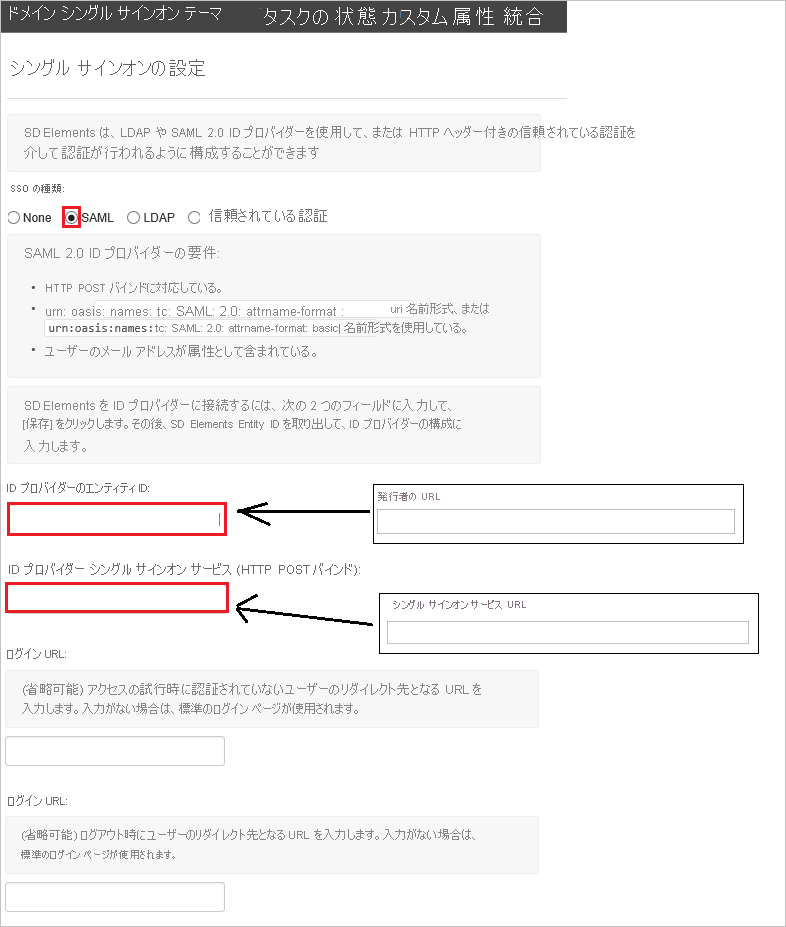 ドメイン シングル サインオン テーマ タスクの 状態 カスタム 属性 統合
シングル サインオンの設定
SD Elements は、LDAP や SAML 2.0 ID プロバイダーを使用して、または HTTP ヘッダー付きの信頼されている認証を
介して認証が行われるように構成することができます
SSO の種類:
None SAML LDAP 信頼されている認証
SAML 2.0 ID プロバイダーの要件:
• HTTP POST バインドに対応している。
• urn: oasis: names: tc: SAML: 2.0: attrname-format : uri 名前形式、または
urn:oasis:names:tc: SAML: 2.0: attrname-format: basic| 名前形式を使用している。
• ユーザーのメール アドレスが属性として含まれている。
SD Elements を ID プロバイダーに接続するには、次の 2 つのフィールドに入力して、
[保存] をクリックします。その後、SD Elements Entity ID を取り出して、ID プロバイダーの構成に
入力します。
ID プロバイダーのエンティティ ID:
発行者の URL
ID プロバイダー シングル サインオン サービス (HTTP POST バインド):
シングル サインオン サービス URL
ログイン URL:
(省略可能) アクセスの試行時に認証されていないユーザーのリダイレクト先となる URL を
入力します。入力がない場合は、標準のログイン ページが使用されます。
ログイン URL:
(省略可能) ログアウト時にユーザーのリダイレクト先となる URL を入力します。入力がない場合は、
標準のログイン ページが使用されます。